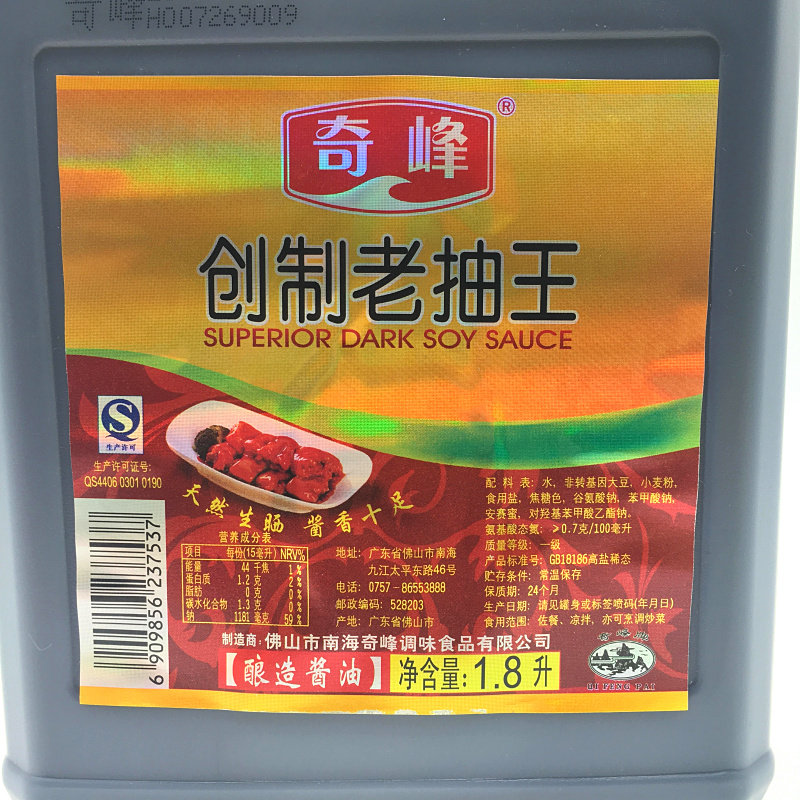 奇峰H007269009
奇峰®
创制老抽王
SUPERIOR DARK SOY SAUCE
生产许可
生产许可证号:
QS4406 0301 0190
天然生晒 酱香十足
营养成分表
项目 每份(15毫升) NRV%
能量 44 千焦 1%
蛋白质 1.2 克 2%
脂肪 0 克 0%
碳水化合物 1.3 克 0%
钠 1181 毫克 59%
地址: 广东省佛山市南海
九江太平东路46号
电话: 0757-86553888
邮政编码: 528203
产地: 广东省佛山市
配 料 表: 水、非转基因大豆, 小麦粉,
食用盐, 焦糖色, 谷氨酸钠, 苯甲酸钠,
安赛蜜, 对羟基苯甲酸乙酯钠,
氨基酸态氮: ≥0.7克/100毫升
质量等级: 一级
产品标准号: GB18186高盐稀态
贮存条件: 常温保存
保质期: 24个月
生产日期: 请见罐身或标签喷码(年月日)
食用范围: 佐餐、凉拌, 亦可烹调炒菜
制造商: 佛山市南海奇峰调味食品有限公司
【酿造酱油】 净含量: 1.8 升
奇峰牌
QI FENG PAI
6 909856 237537